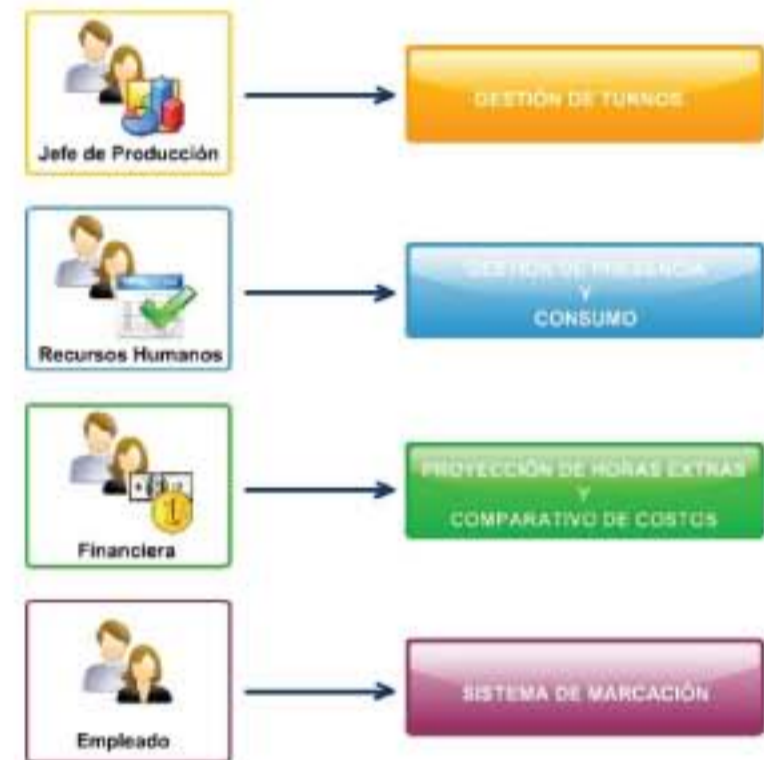 Jefe de Producción
GESTIÓN DE TURNOS
Recursos Humanos
GESTIÓN DE PRESENCIA
Y
CONSUMO
Financiera
PROYECCIÓN DE HORAS EXTRAS
Y
COMPARATIVO DE COSTOS
Empleado
SISTEMA DE MARCACIÓN